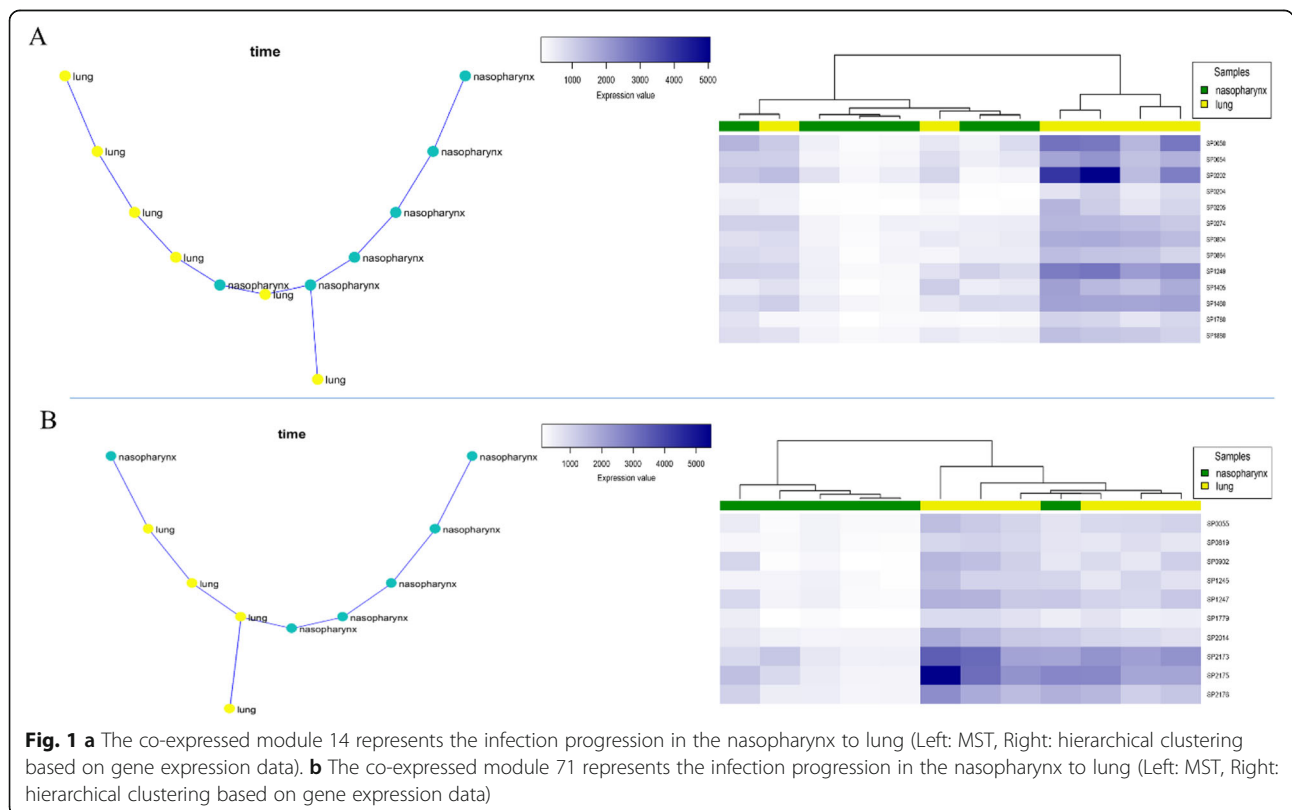 A
time
lung
nasopharynx
lung
nasopharynx
lung
nasopharynx
lung
nasopharynx
nasopharynx
nasopharynx
lung
lung
1000 2000 3000 4000 5000
Expression value
Samples
nasopharynx
lung
SP0204
SP0274
SP1249
SP1405
B
time
nasopharynx
nasopharynx
lung
nasopharynx
lung
nasopharynx
lung
nasopharynx
nasopharynx
lung
1000 2000 3000 4000 5000
Expression value
Samples
nasopharynx
lung
SP0055
SP0819
SP1245
SP1247
SP1779
SP2014
SP2173
SP2175
SP2176
Fig. 1 a The co-expressed module 14 represents the infection progression in the nasopharynx to lung (Left: MST, Right: hierarchical clustering
based on gene expression data). b The co-expressed module 71 represents the infection progression in the nasopharynx to lung (Left: MST, Right:
hierarchical clustering based on gene expression data)